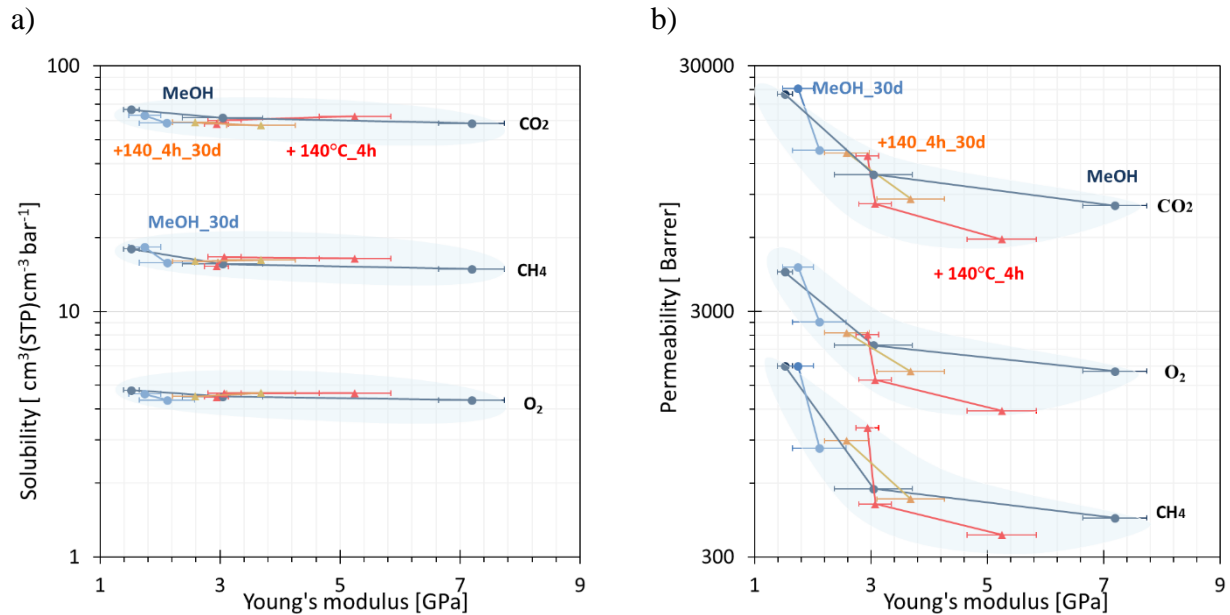 a)
100
10
1
Solubility [ cm³(STP)cm⁻³ bar⁻¹]
MeOH
CO₂
+140_4h_30d
+ 140°C_4h
MeOH_30d
CH₄
O₂
1 3 5 7 9
Young's modulus [GPa]
b)
30000
3000
300
Permeability [ Barrer]
MeOH_30d
+140_4h_30d
MeOH
CO₂
+ 140°C_4h
O₂
CH₄
1 3 5 7 9
Young's modulus [GPa]